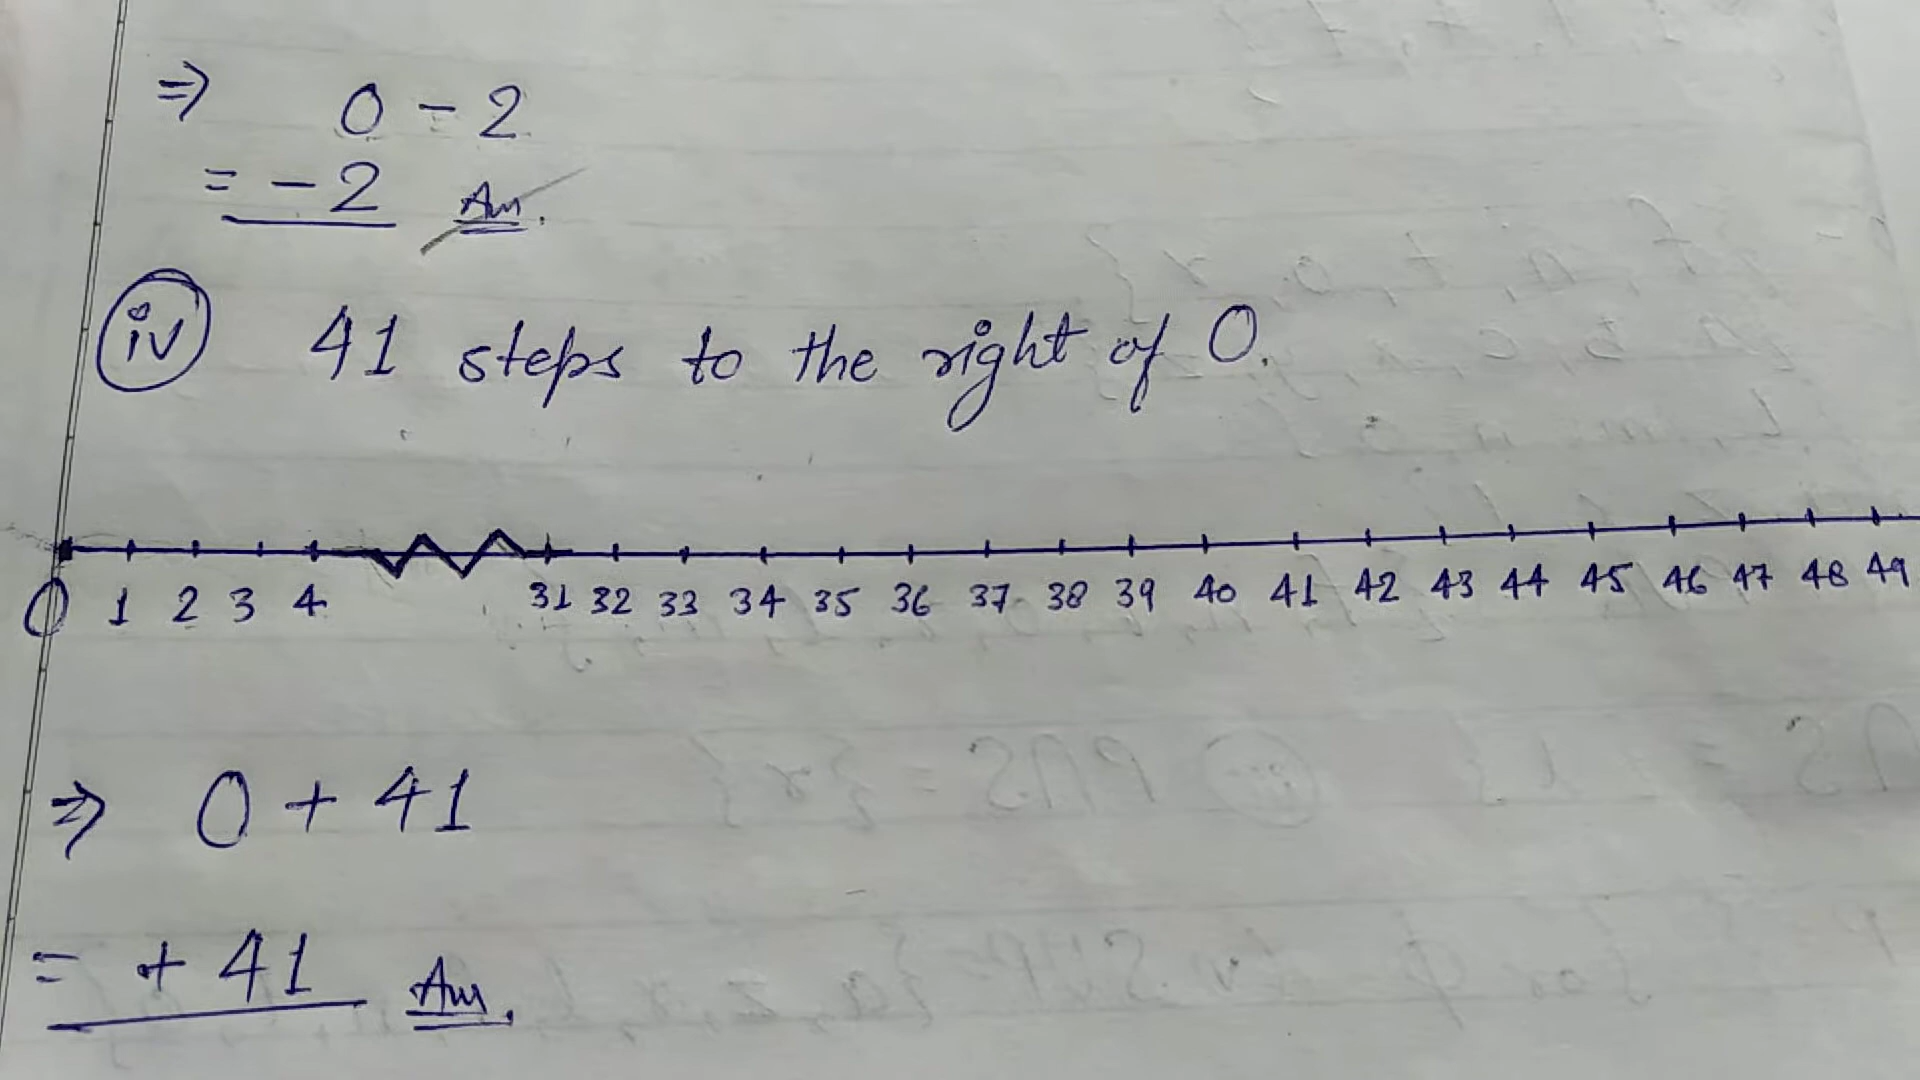 ⇒ 0 - 2
= - 2 Ans.
iv 41 steps to the right of 0.
0 1 2 3 4 31 32 33 34 35 36 37 38 39 40 41 42 43 44 45 46 47 48 49
⇒ 0 + 41
= + 41 Ans.